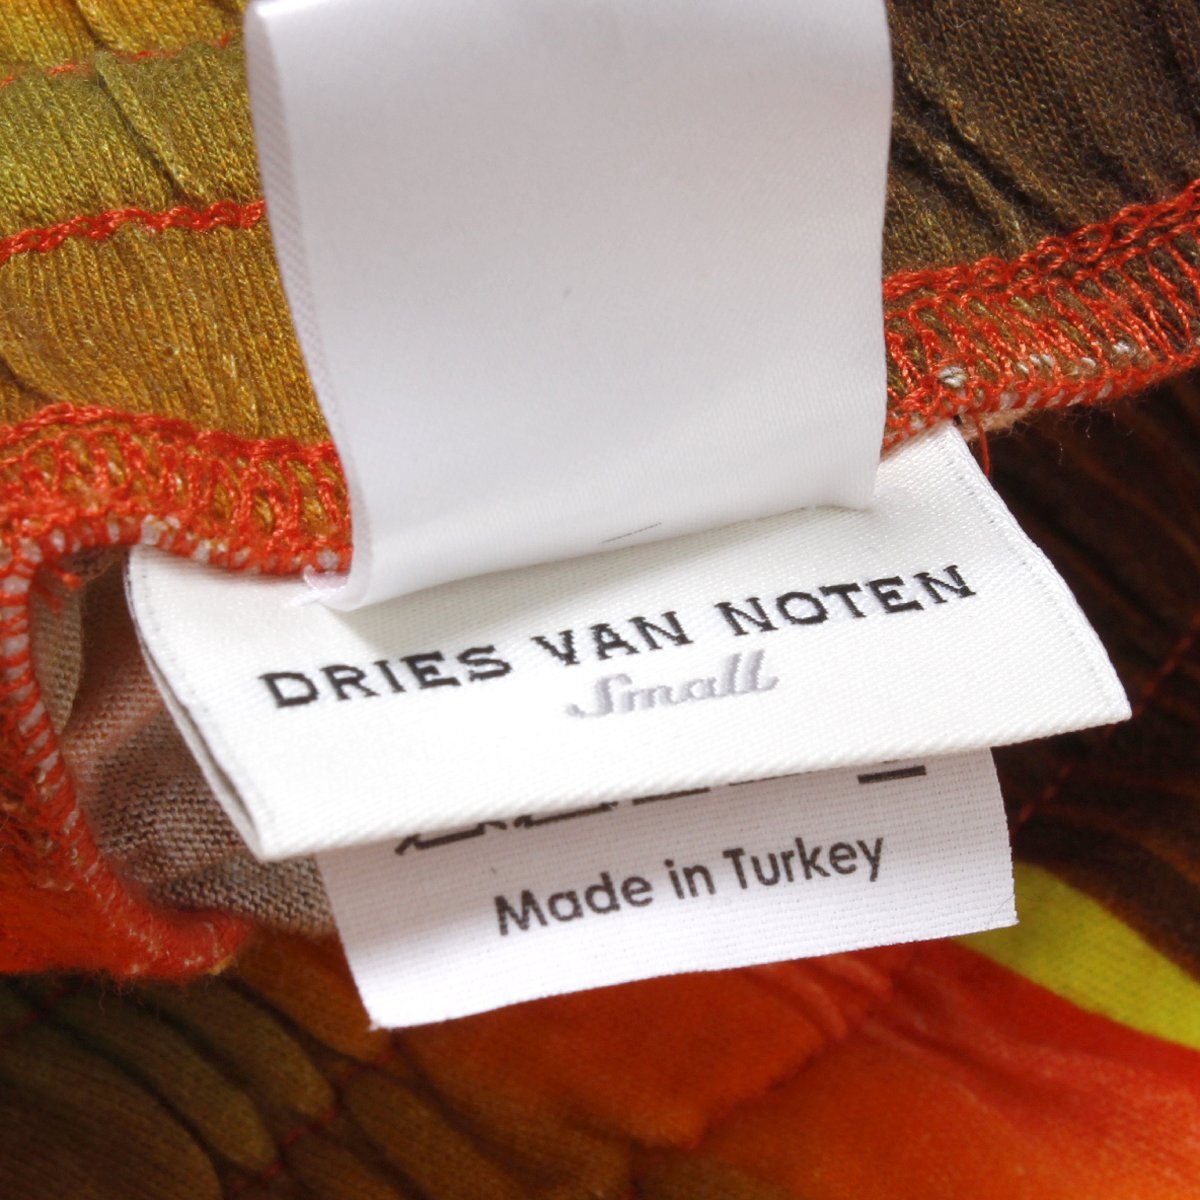 DRIES VAN NOTEN
Small
Made in Turkey